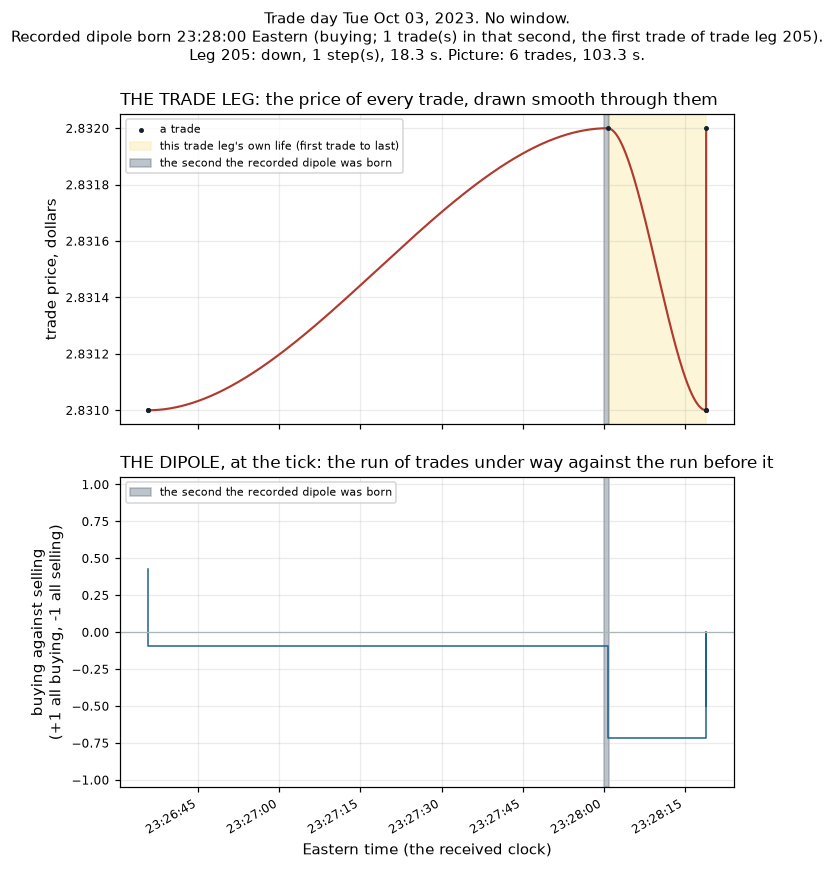 Trade day Tue Oct 03, 2023. No window.
Recorded dipole born 23:28:00 Eastern (buying; 1 trade(s) in that second, the first trade of trade leg 205).
Leg 205: down, 1 step(s), 18.3 s. Picture: 6 trades, 103.3 s.
THE TRADE LEG: the price of every trade, drawn smooth through them
a trade
this trade leg's own life (first trade to last)
the second the recorded dipole was born
trade price, dollars
2.8320
2.8318
2.8316
2.8314
2.8312
2.8310
THE DIPOLE, at the tick: the run of trades under way against the run before it
the second the recorded dipole was born
buying against selling
(+1 all buying, -1 all selling)
1.00
0.75
0.50
0.25
0.00
−0.25
−0.50
−0.75
−1.00
23:26:45
23:27:00
23:27:15
23:27:30
23:27:45
23:28:00
23:28:15
Eastern time (the received clock)